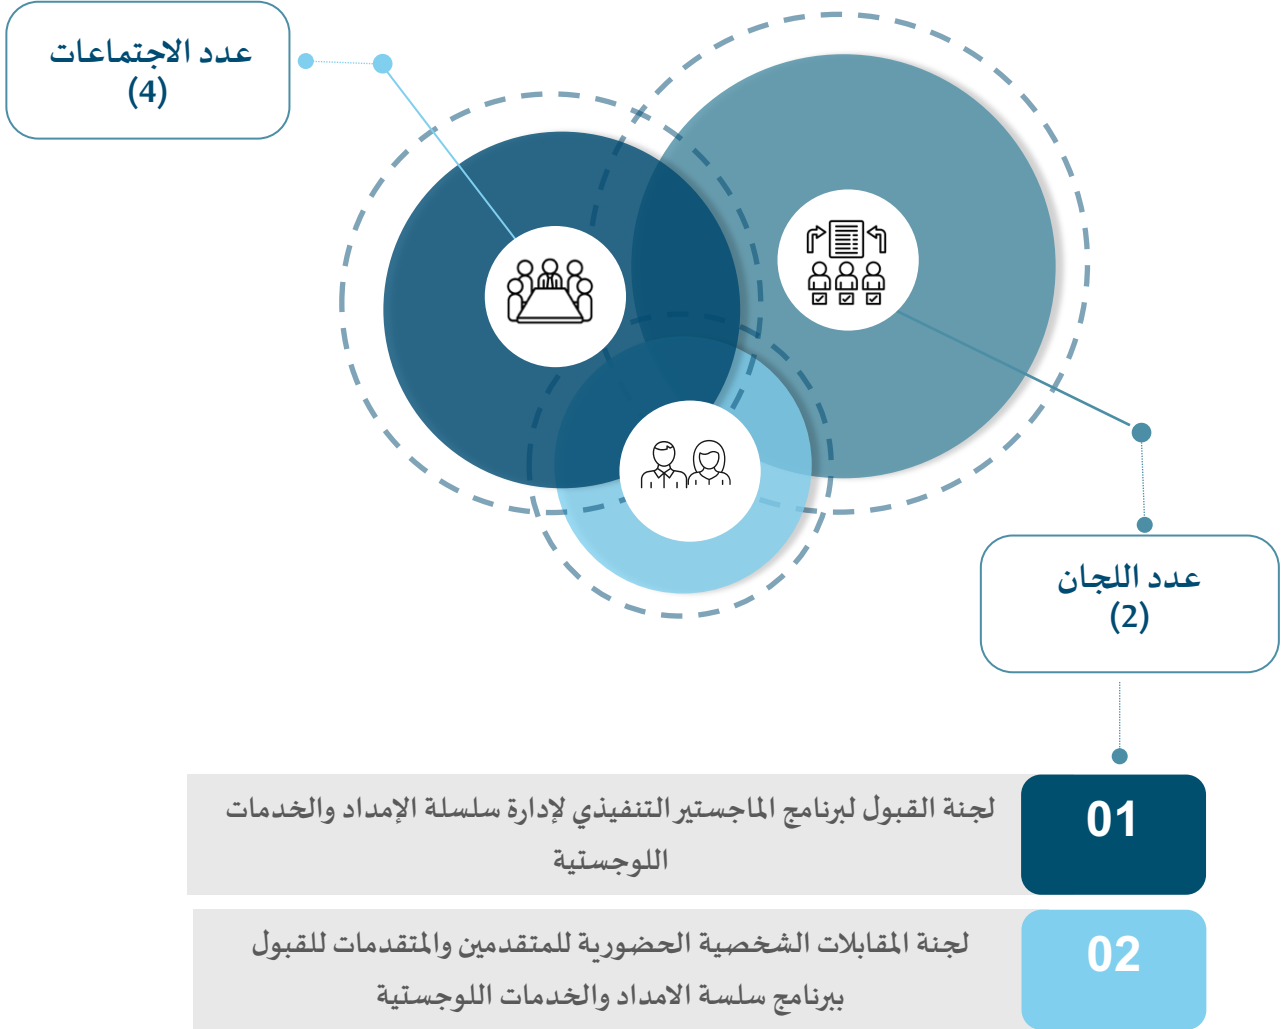 عدد الاجتماعات
(4)
عدد اللجان
(2)
01
لجنة القبول لبرنامج الماجستير التنفيذي لإدارة سلسلة الإمداد والخدمات
اللوجستية
02
لجنة المقابلات الشخصية الحضورية للمتقدمين والمتقدمات للقبول
ببرنامج سلسة الامداد والخدمات اللوجستية